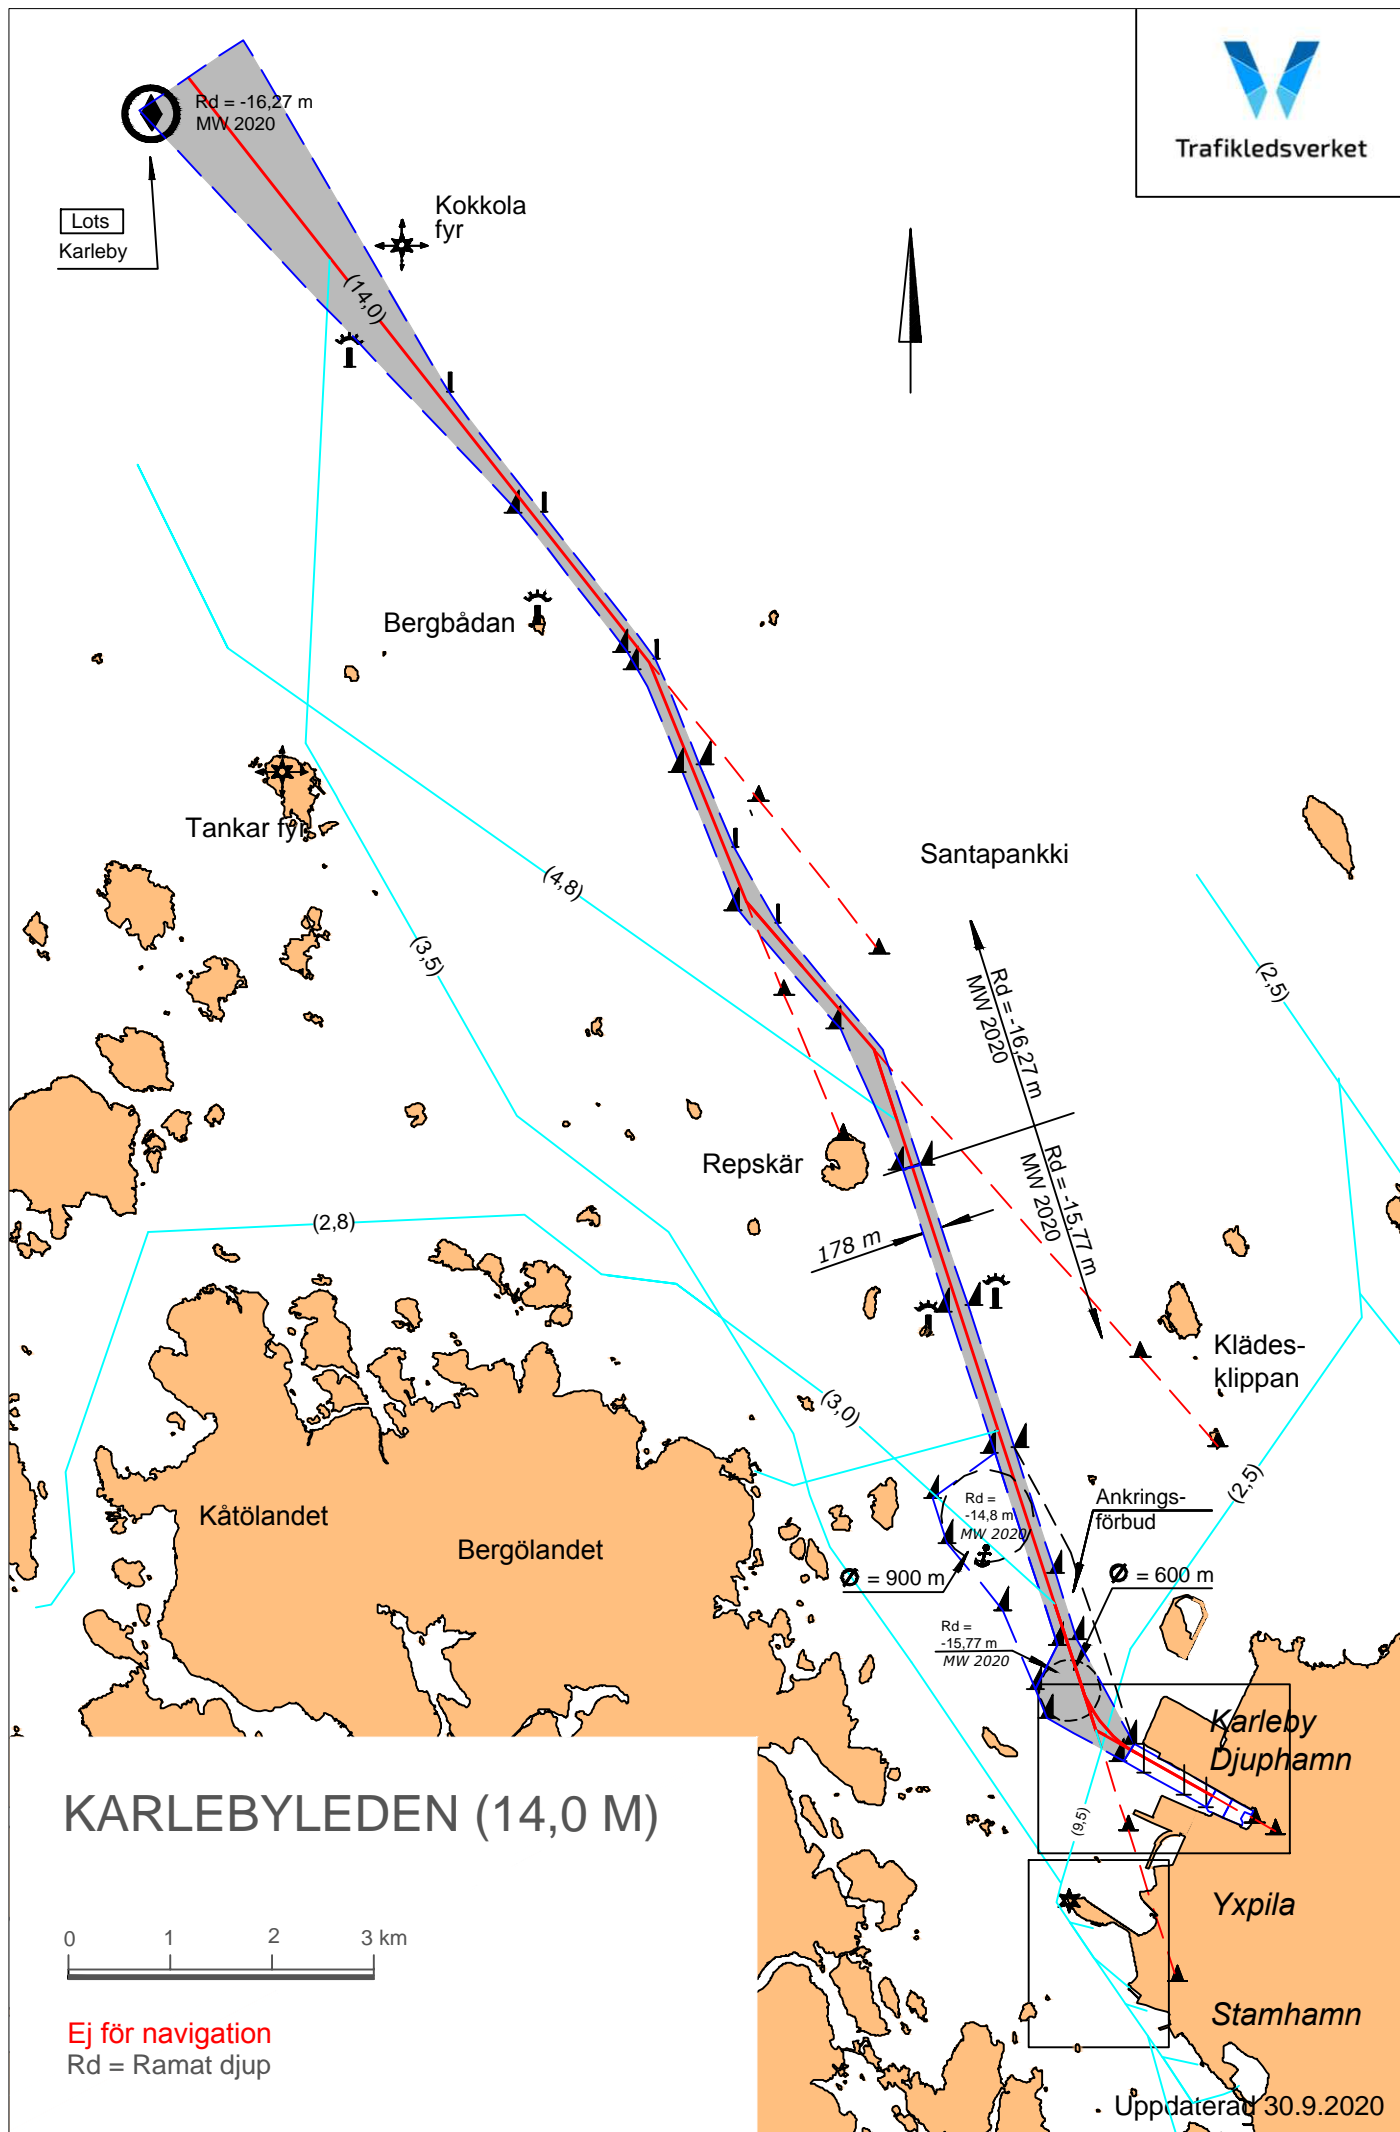 Trafikledsverket
Rd = -16,27 m
MW 2020
Lots
Karleby
Kokkola
fyr
(14,0)
Bergbådan
Tankar fyr
(4,8)
(3,5)
Santapankki
(2,5)
Rd = -16,27 m
MW 2020
Repskär
Rd = -15,77 m
MW 2020
178 m
(2,8)
Klädes-
klippan
(3,0)
(2,5)
Kåtölandet
Bergölandet
Rd =
-14,8 m
MW 2020
Ankrings-
förbud
Ø = 900 m
Ø = 600 m
Rd =
-15,77 m
MW 2020
Karleby
Djuphamn
(9,5)
KARLEBYLEDEN (14,0 M)
Yxpila
0 1 2 3 km
Stamhamn
Ej för navigation
Rd = Ramat djup
Uppdaterad 30.9.2020